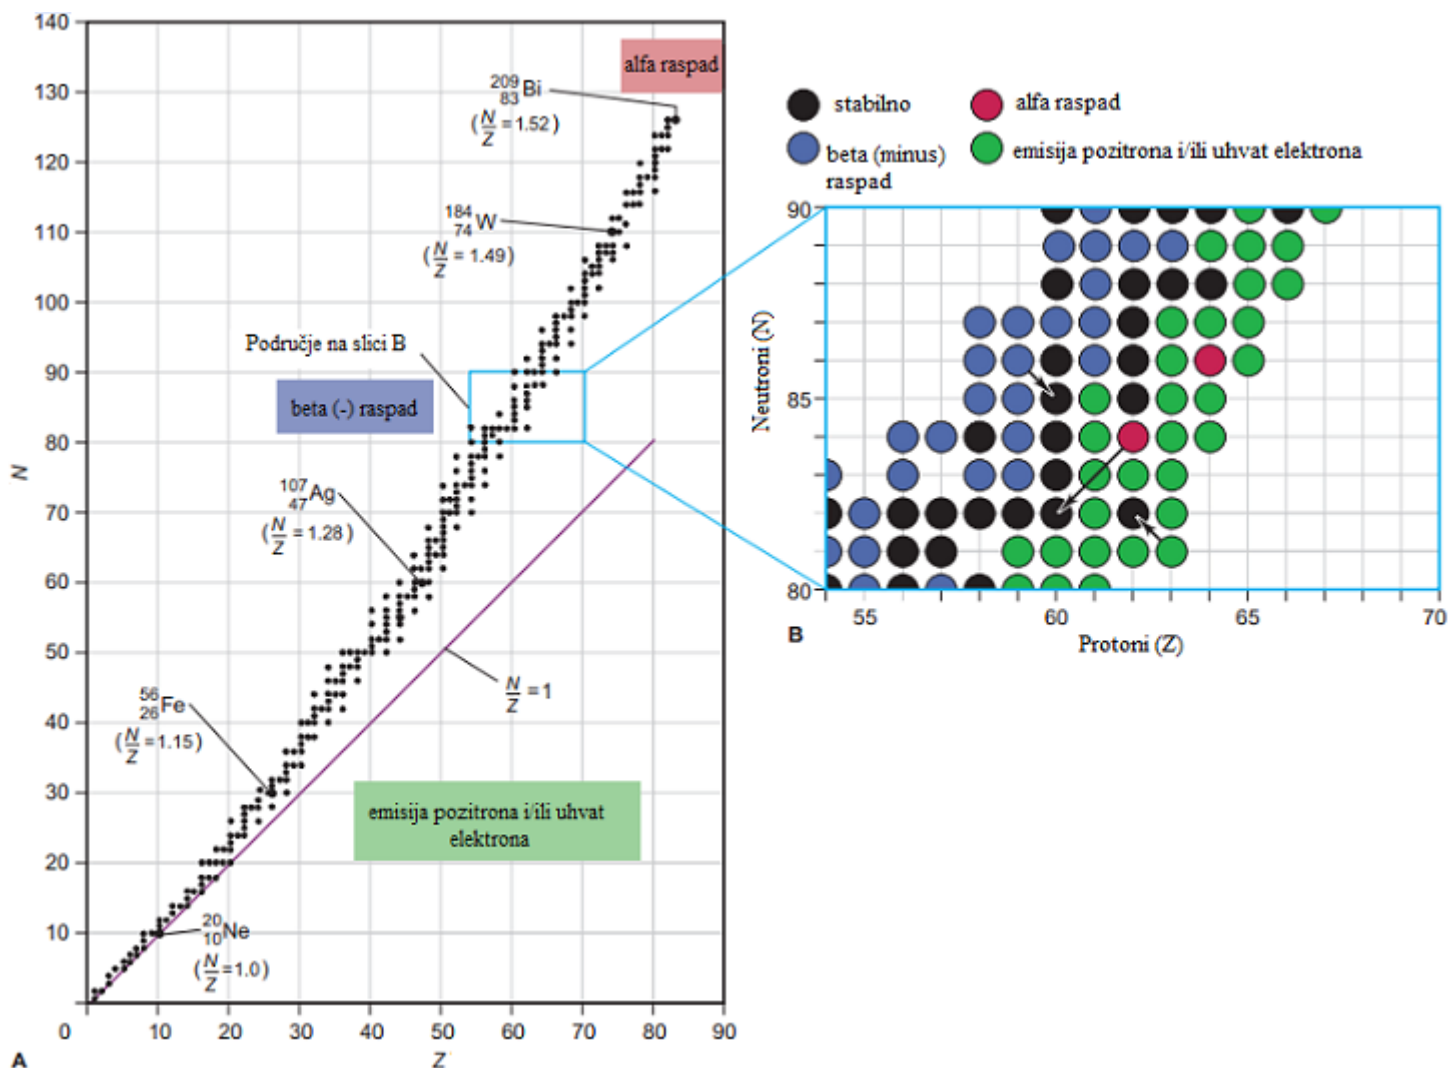 140
130
120
110
100
90
80
70
60
50
40
30
20
10
N
0
10
20
30
40
50
60
70
80
90
Z
A
alfa raspad
209
83 Bi
(N/Z = 1.52)
184
74 W
(N/Z = 1.49)
Područje na slici B
beta (-) raspad
107
47 Ag
(N/Z = 1.28)
N/Z = 1
56
26 Fe
(N/Z = 1.15)
emisija pozitrona i/ili uhvat
elektrona
20
10 Ne
(N/Z = 1.0)
stabilno
alfa raspad
beta (minus)
raspad
emisija pozitrona i/ili uhvat elektrona
90
85
80
Neutroni (N)
55
60
65
70
B
Protoni (Z)